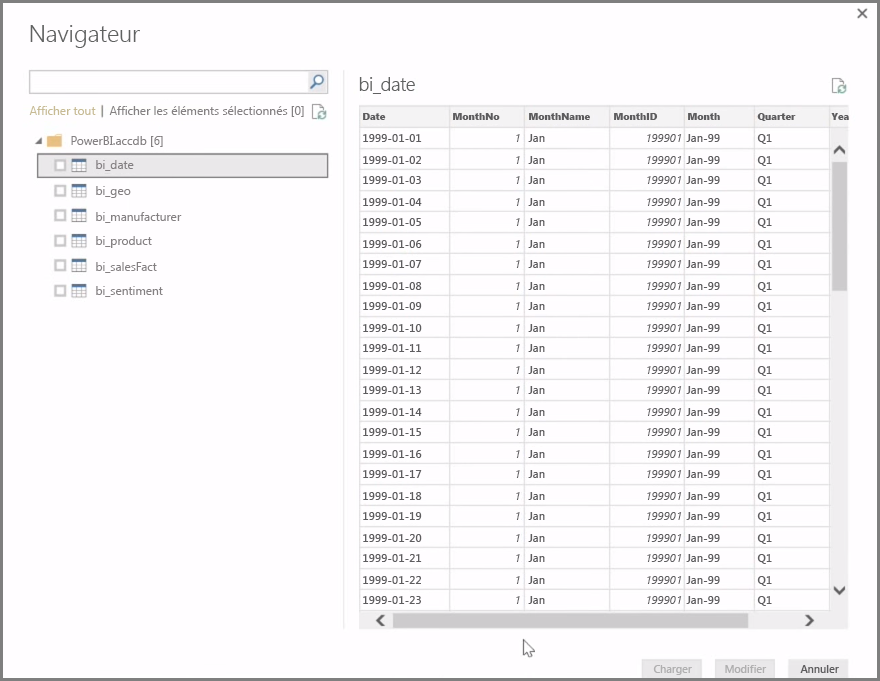 Navigateur
Afficher tout | Afficher les éléments sélectionnés [0]
PowerBI.accdb [6]
bi_date
bi_geo
bi_manufacturer
bi_product
bi_salesFact
bi_sentiment
bi_date
Date MonthNo MonthName MonthID Month Quarter Yea
1999-01-01 1 Jan 199901 Jan-99 Q1
1999-01-02 1 Jan 199901 Jan-99 Q1
1999-01-03 1 Jan 199901 Jan-99 Q1
1999-01-04 1 Jan 199901 Jan-99 Q1
1999-01-05 1 Jan 199901 Jan-99 Q1
1999-01-06 1 Jan 199901 Jan-99 Q1
1999-01-07 1 Jan 199901 Jan-99 Q1
1999-01-08 1 Jan 199901 Jan-99 Q1
1999-01-09 1 Jan 199901 Jan-99 Q1
1999-01-10 1 Jan 199901 Jan-99 Q1
1999-01-11 1 Jan 199901 Jan-99 Q1
1999-01-12 1 Jan 199901 Jan-99 Q1
1999-01-13 1 Jan 199901 Jan-99 Q1
1999-01-14 1 Jan 199901 Jan-99 Q1
1999-01-15 1 Jan 199901 Jan-99 Q1
1999-01-16 1 Jan 199901 Jan-99 Q1
1999-01-17 1 Jan 199901 Jan-99 Q1
1999-01-18 1 Jan 199901 Jan-99 Q1
1999-01-19 1 Jan 199901 Jan-99 Q1
1999-01-20 1 Jan 199901 Jan-99 Q1
1999-01-21 1 Jan 199901 Jan-99 Q1
1999-01-22 1 Jan 199901 Jan-99 Q1
1999-01-23 1 Jan 199901 Jan-99 Q1
Charger Modifier Annuler